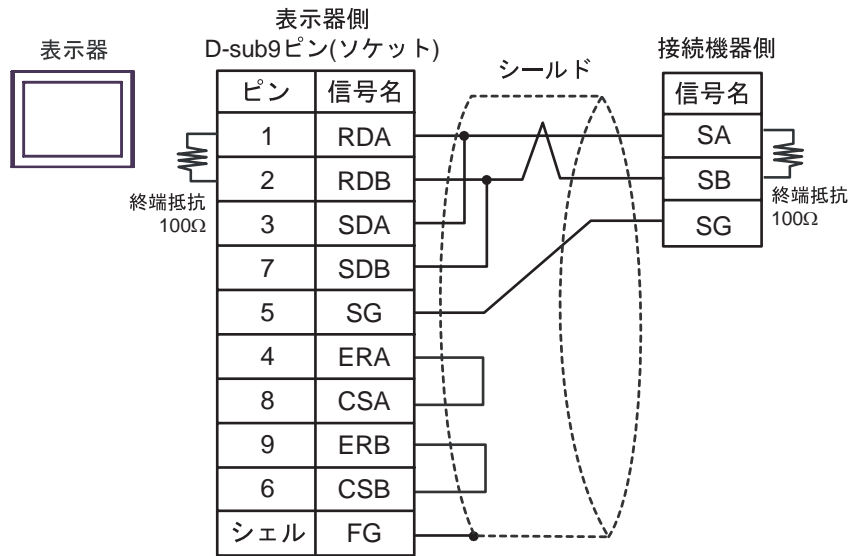 表示器
表示器側
D-sub9ピン(ソケット)
ピン 信号名
1 RDA
2 RDB
3 SDA
7 SDB
5 SG
4 ERA
8 CSA
9 ERB
6 CSB
シェル FG
終端抵抗
100Ω
シールド
接続機器側
信号名
SA
SB
SG
終端抵抗
100Ω